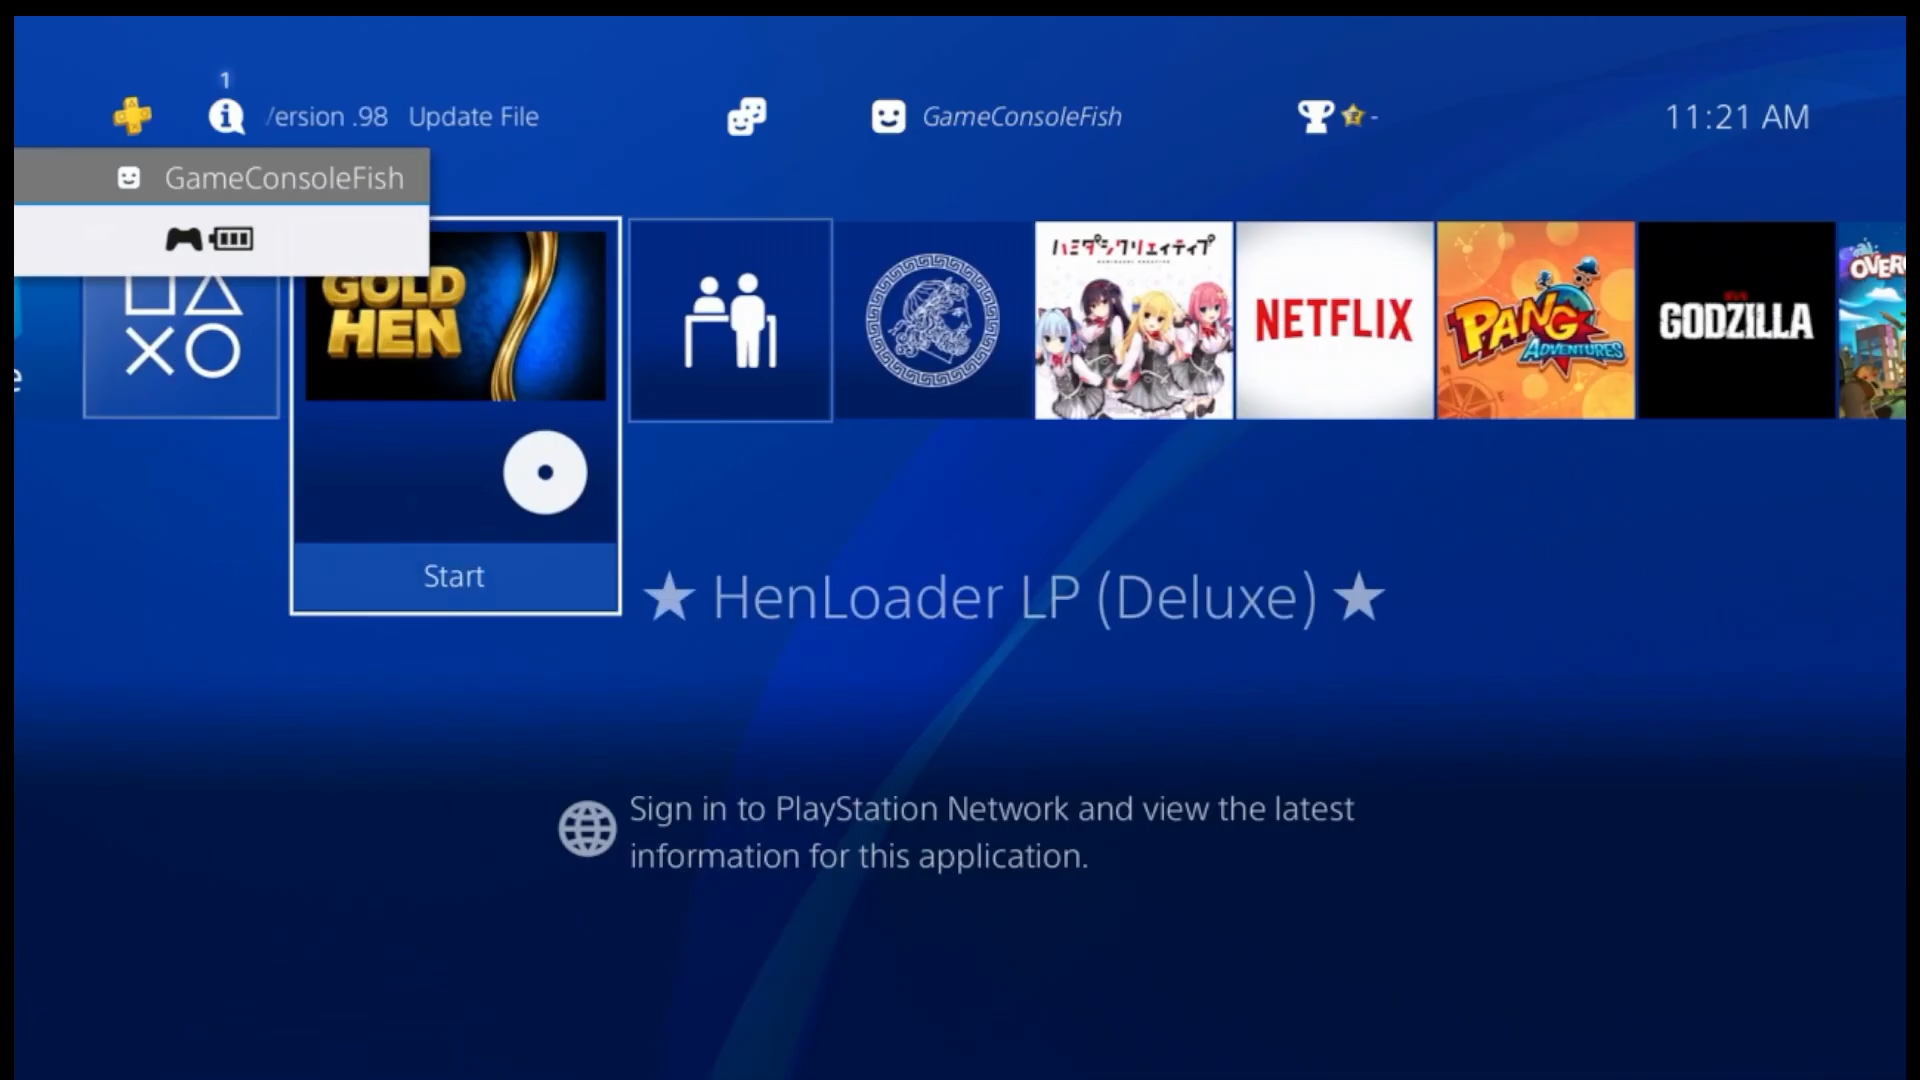 1
/ersion .98 Update File
GameConsoleFish
-
11:21 AM
GameConsoleFish
GOLD
HEN
ハミダシクリエイティブ
NETFLIX
PANG
ADVENTURES
GODZILLA
OVER
e
Start
★ HenLoader LP (Deluxe) ★
Sign in to PlayStation Network and view the latest
information for this application.